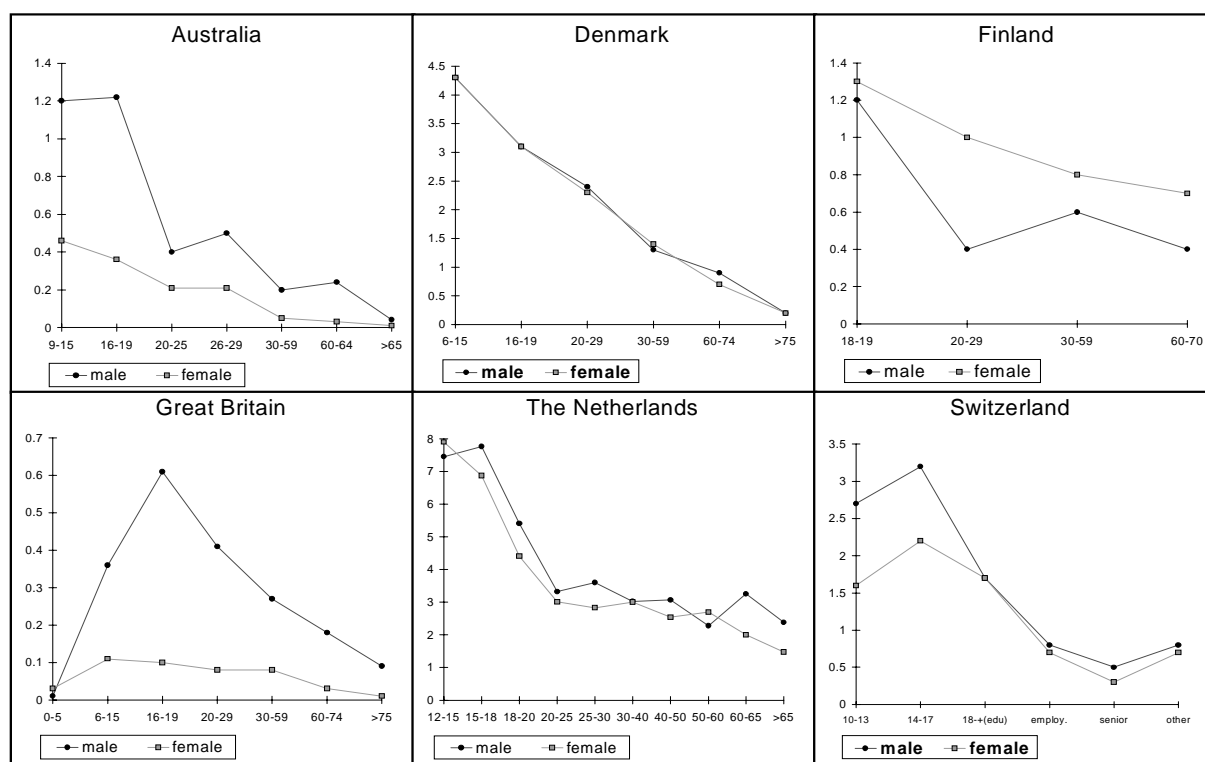 Australia
1.4
1.2
1
0.8
0.6
0.4
0.2
0
9-15 16-19 20-25 26-29 30-59 60-64 >65
male female
Denmark
4.5
4
3.5
3
2.5
2
1.5
1
0.5
0
6-15 16-19 20-29 30-59 60-74 >75
male female
Finland
1.4
1.2
1
0.8
0.6
0.4
0.2
0
18-19 20-29 30-59 60-70
male female
Great Britain
0.7
0.6
0.5
0.4
0.3
0.2
0.1
0
0-5 6-15 16-19 20-29 30-59 60-74 >75
male female
The Netherlands
8
7
6
5
4
3
2
1
0
12-15 15-18 18-20 20-25 25-30 30-40 40-50 50-60 60-65 >65
male female
Switzerland
3.5
3
2.5
2
1.5
1
0.5
0
10-13 14-17 18-+(edu) employ. senior other
male female